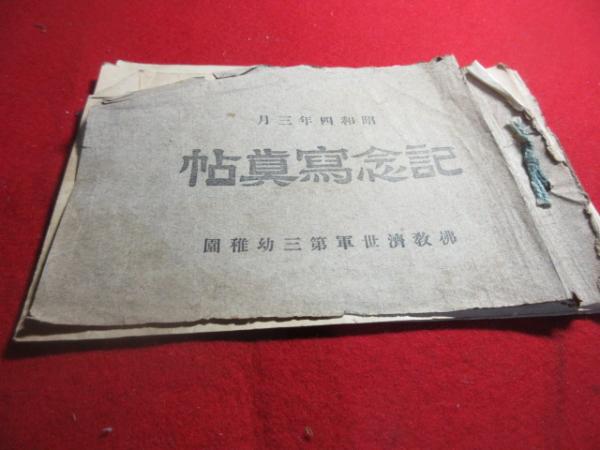 月三年四和昭
帖眞寫念記
佛敎濟世軍第三幼稚園